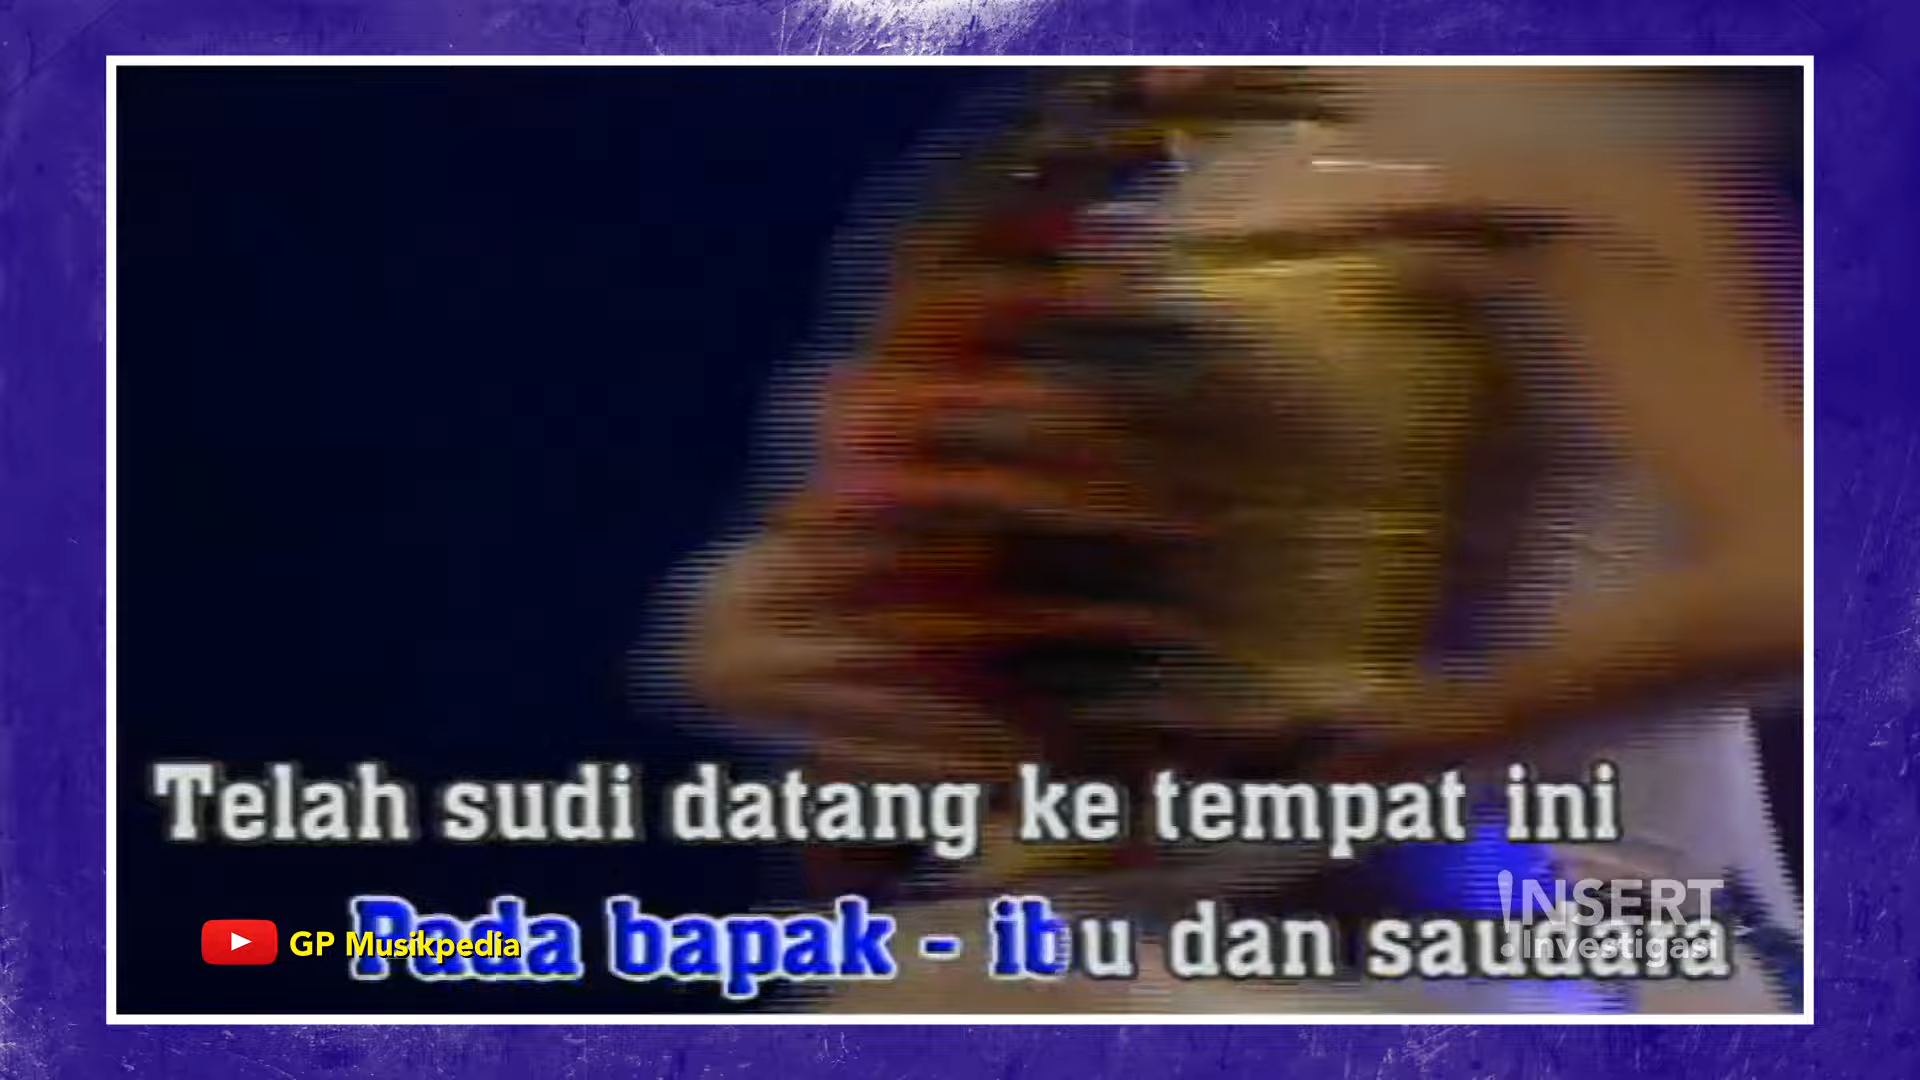 Telah sudi datang ke tempat ini
Pada bapak - ibu dan saudara
GP Musikpedia
INSERT
Investigasi